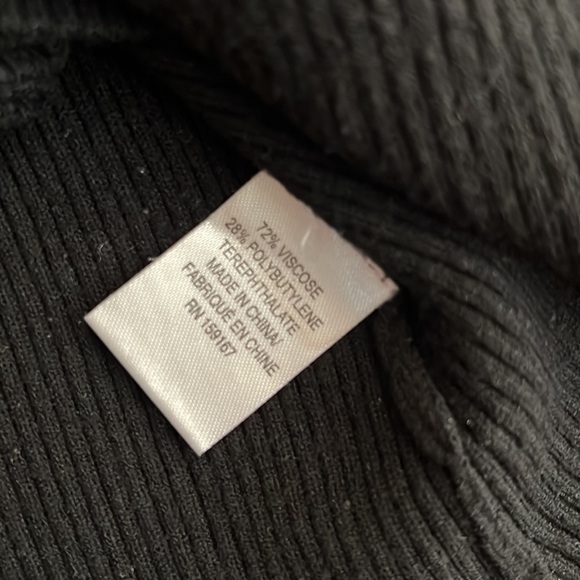 72% VISCOSE
28% POLYBUTYLENE
TEREPHTHALATE
MADE IN CHINA/
FABRIQUÉ EN CHINE
RN 159167